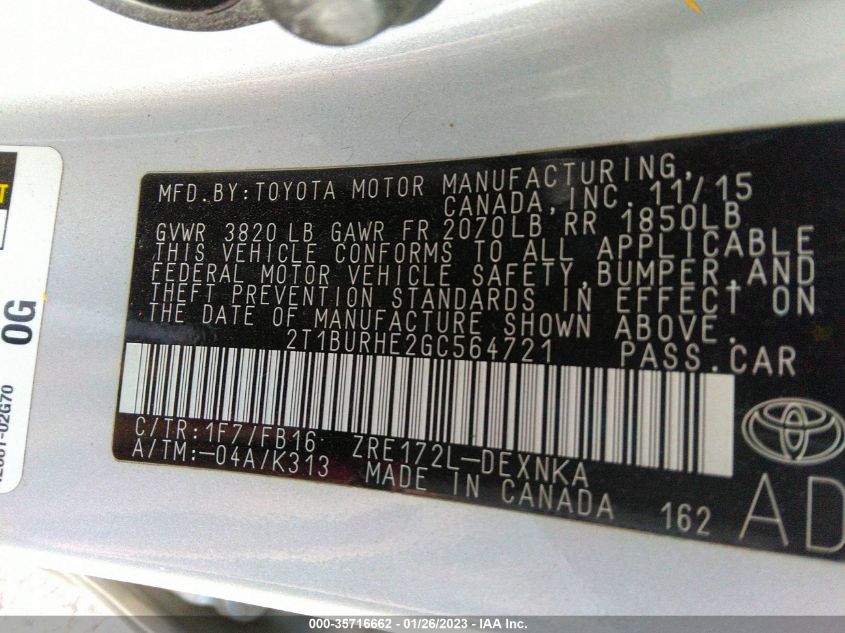 MFD.BY:TOYOTA MOTOR MANUFACTURING,
CANADA, INC. 11/15
GVWR 3820 LB GAWR FR 2070LB RR 1850LB
THIS VEHICLE CONFORMS TO ALL APPLICABLE
FEDERAL MOTOR VEHICLE SAFETY, BUMPER, AND
THEFT PREVENTION STANDARDS IN EFFECT ON
THE DATE OF MANUFACTURE SHOWN ABOVE.
2T1BURHE2GC564721 PASS.CAR
C/TR:1F7/FB16 ZRE172L-DEXNKA
A/TM:-04A/K313 MADE IN CANADA 162 AD
0G
000-35716662 - 01/26/2023 - IAA Inc.